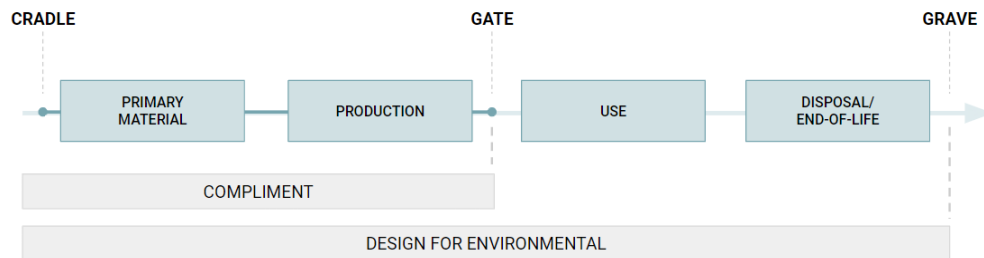 CRADLE
GATE
GRAVE
PRIMARY
MATERIAL
PRODUCTION
USE
DISPOSAL/
END-OF-LIFE
COMPLIMENT
DESIGN FOR ENVIRONMENTAL